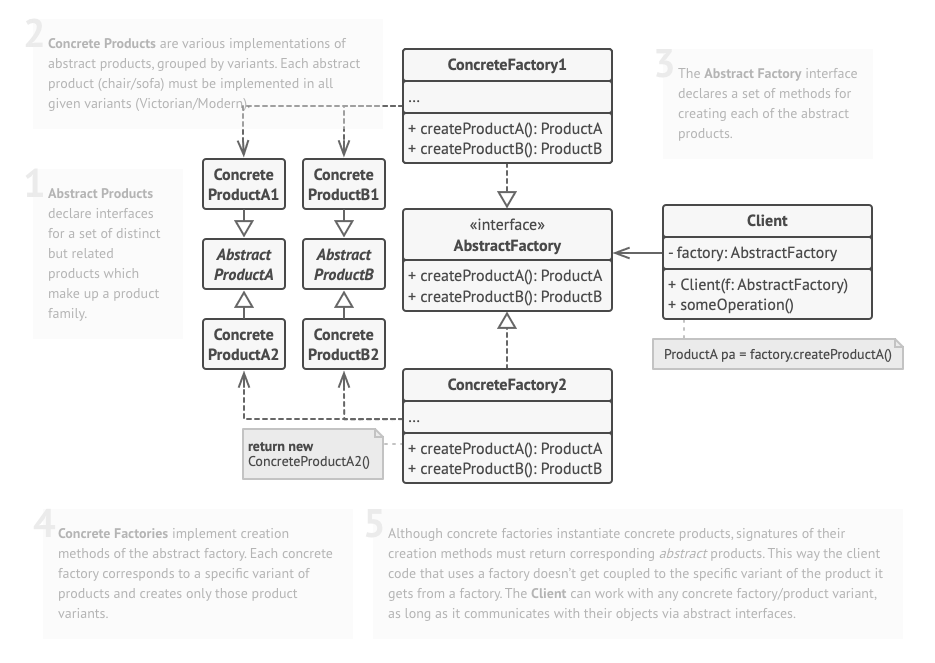 2
Concrete Products are various implementations of
abstract products, grouped by variants. Each abstract
product (chair/sofa) must be implemented in all
given variants (Victorian/Modern).
ConcreteFactory1
...
+ createProductA(): ProductA
+ createProductB(): ProductB
3
The Abstract Factory interface
declares a set of methods for
creating each of the abstract
products.
1
Abstract Products
declare interfaces
for a set of distinct
but related
products which
make up a product
family.
Concrete
ProductA1
Concrete
ProductB1
Abstract
ProductA
Abstract
ProductB
Concrete
ProductA2
Concrete
ProductB2
«interface»
AbstractFactory
+ createProductA(): ProductA
+ createProductB(): ProductB
Client
- factory: AbstractFactory
+ Client(f: AbstractFactory)
+ someOperation()
ProductA pa = factory.createProductA()
ConcreteFactory2
...
+ createProductA(): ProductA
+ createProductB(): ProductB
return new
ConcreteProductA2()
4
Concrete Factories implement creation
methods of the abstract factory. Each concrete
factory corresponds to a specific variant of
products and creates only those product
variants.
5
Although concrete factories instantiate concrete products, signatures of their
creation methods must return corresponding abstract products. This way the client
code that uses a factory doesn't get coupled to the specific variant of the product it
gets from a factory. The Client can work with any concrete factory/product variant,
as long as it communicates with their objects via abstract interfaces.